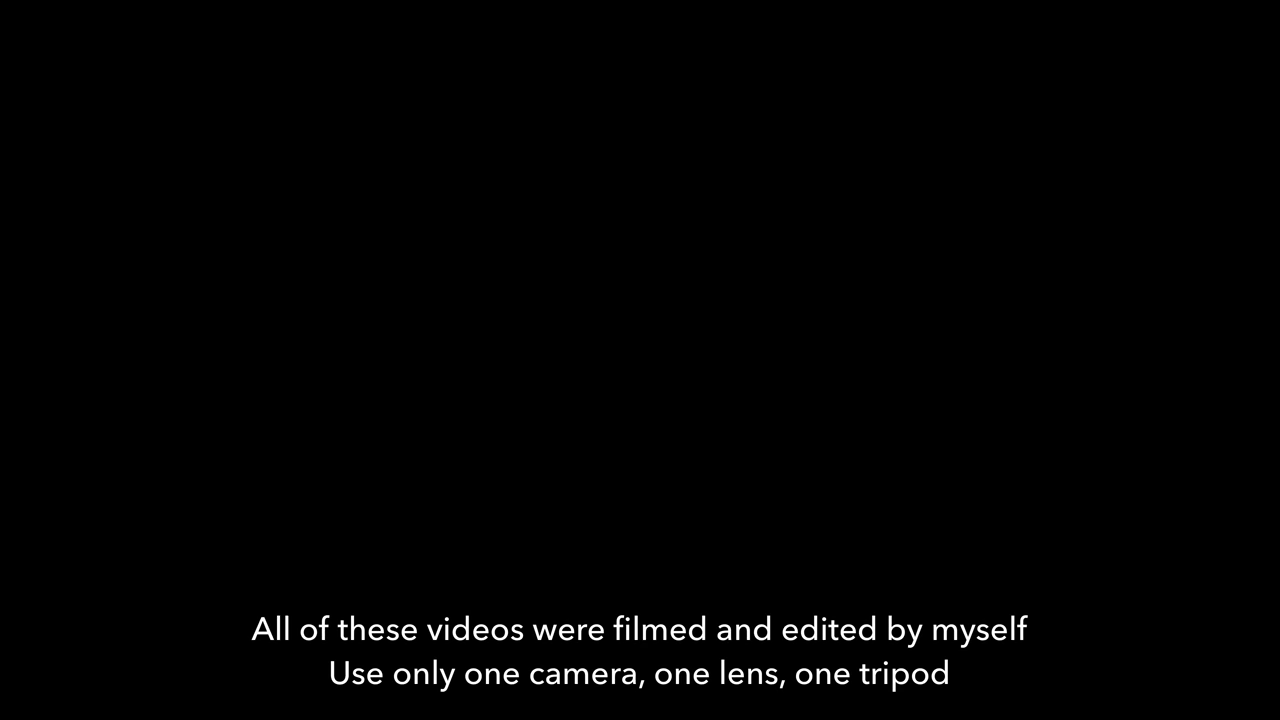 All of these videos were filmed and edited by myself
Use only one camera, one lens, one tripod